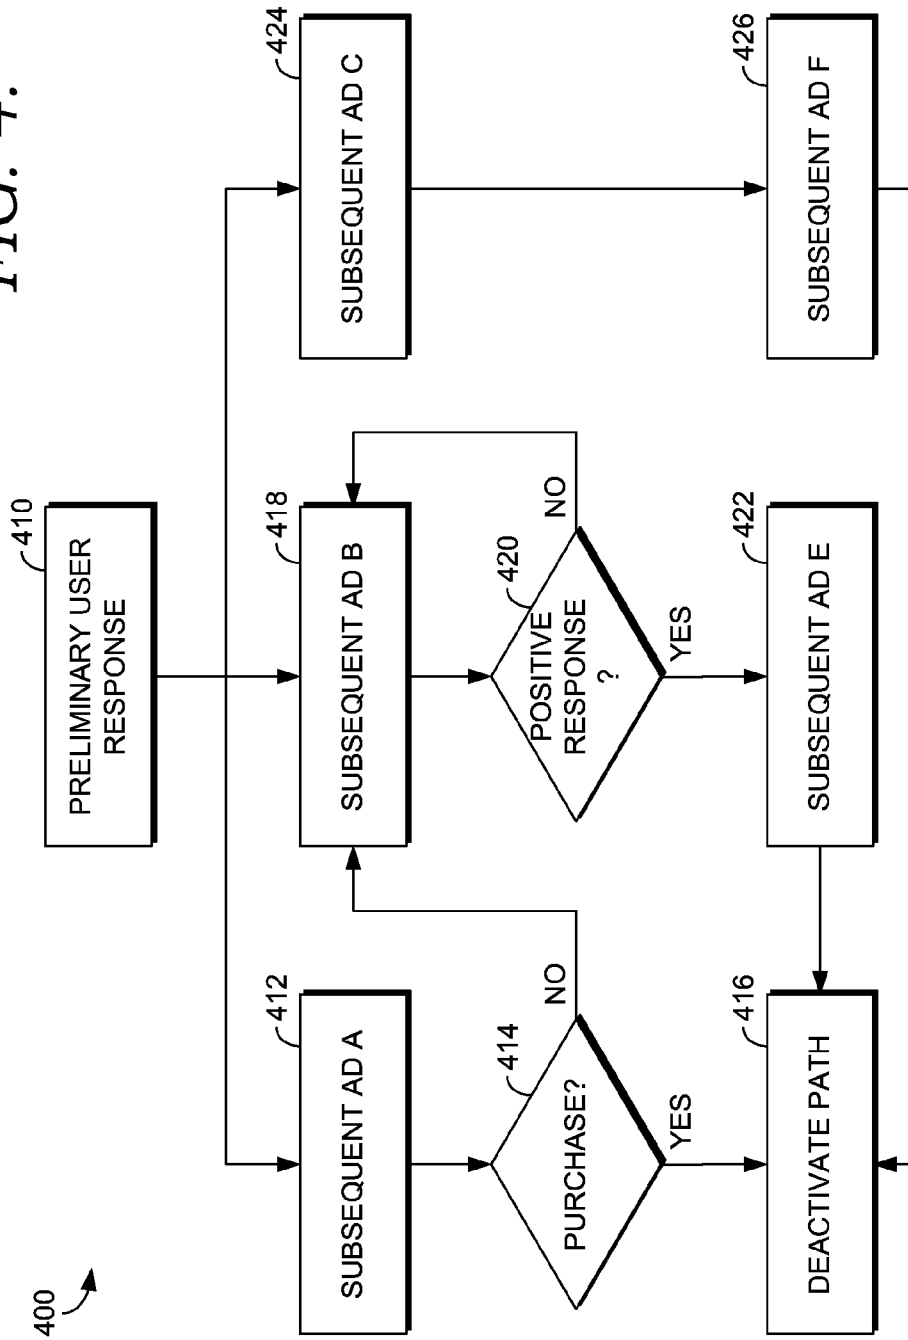 FIG. 4.
400
410
PRELIMINARY USER
RESPONSE
412
SUBSEQUENT AD A
418
SUBSEQUENT AD B
424
SUBSEQUENT AD C
414
PURCHASE?
NO
YES
420
POSITIVE
RESPONSE
?
NO
YES
416
DEACTIVATE PATH
422
SUBSEQUENT AD E
426
SUBSEQUENT AD F